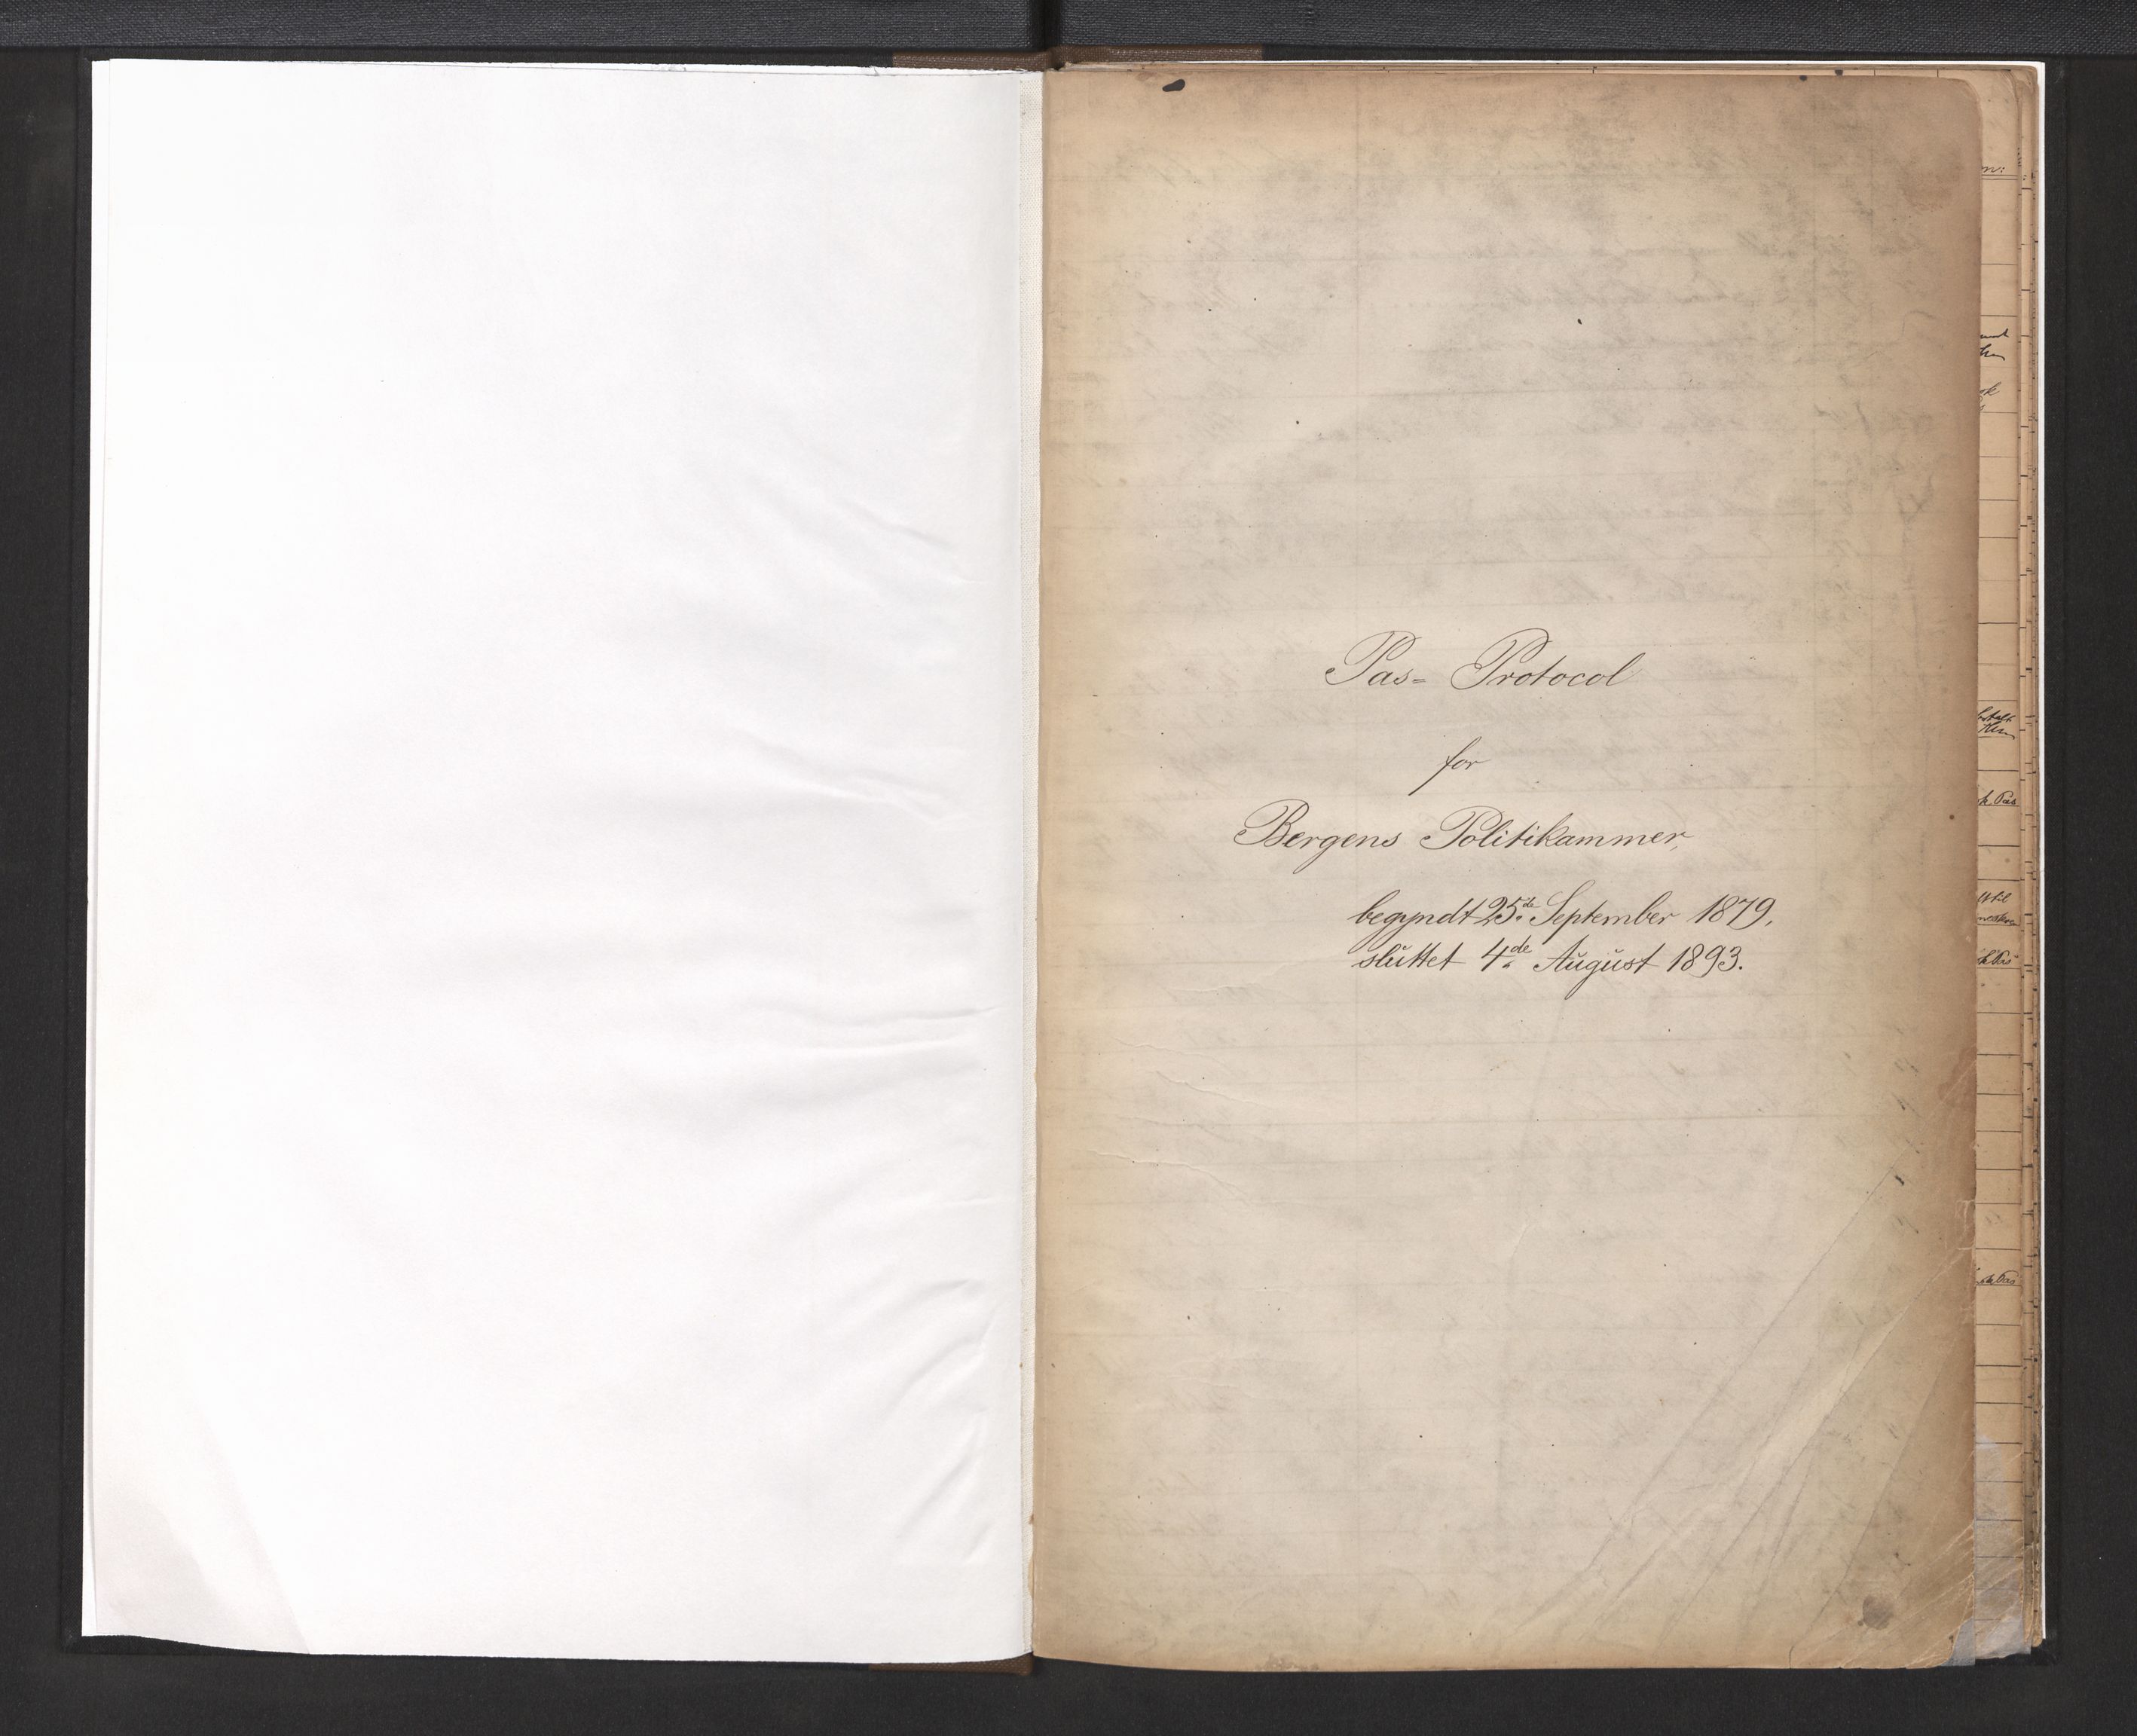 Pas= Protocol
for
Bergens Politikammer,
begyndt 25de September 1879.
sluttet 4de August 1893.